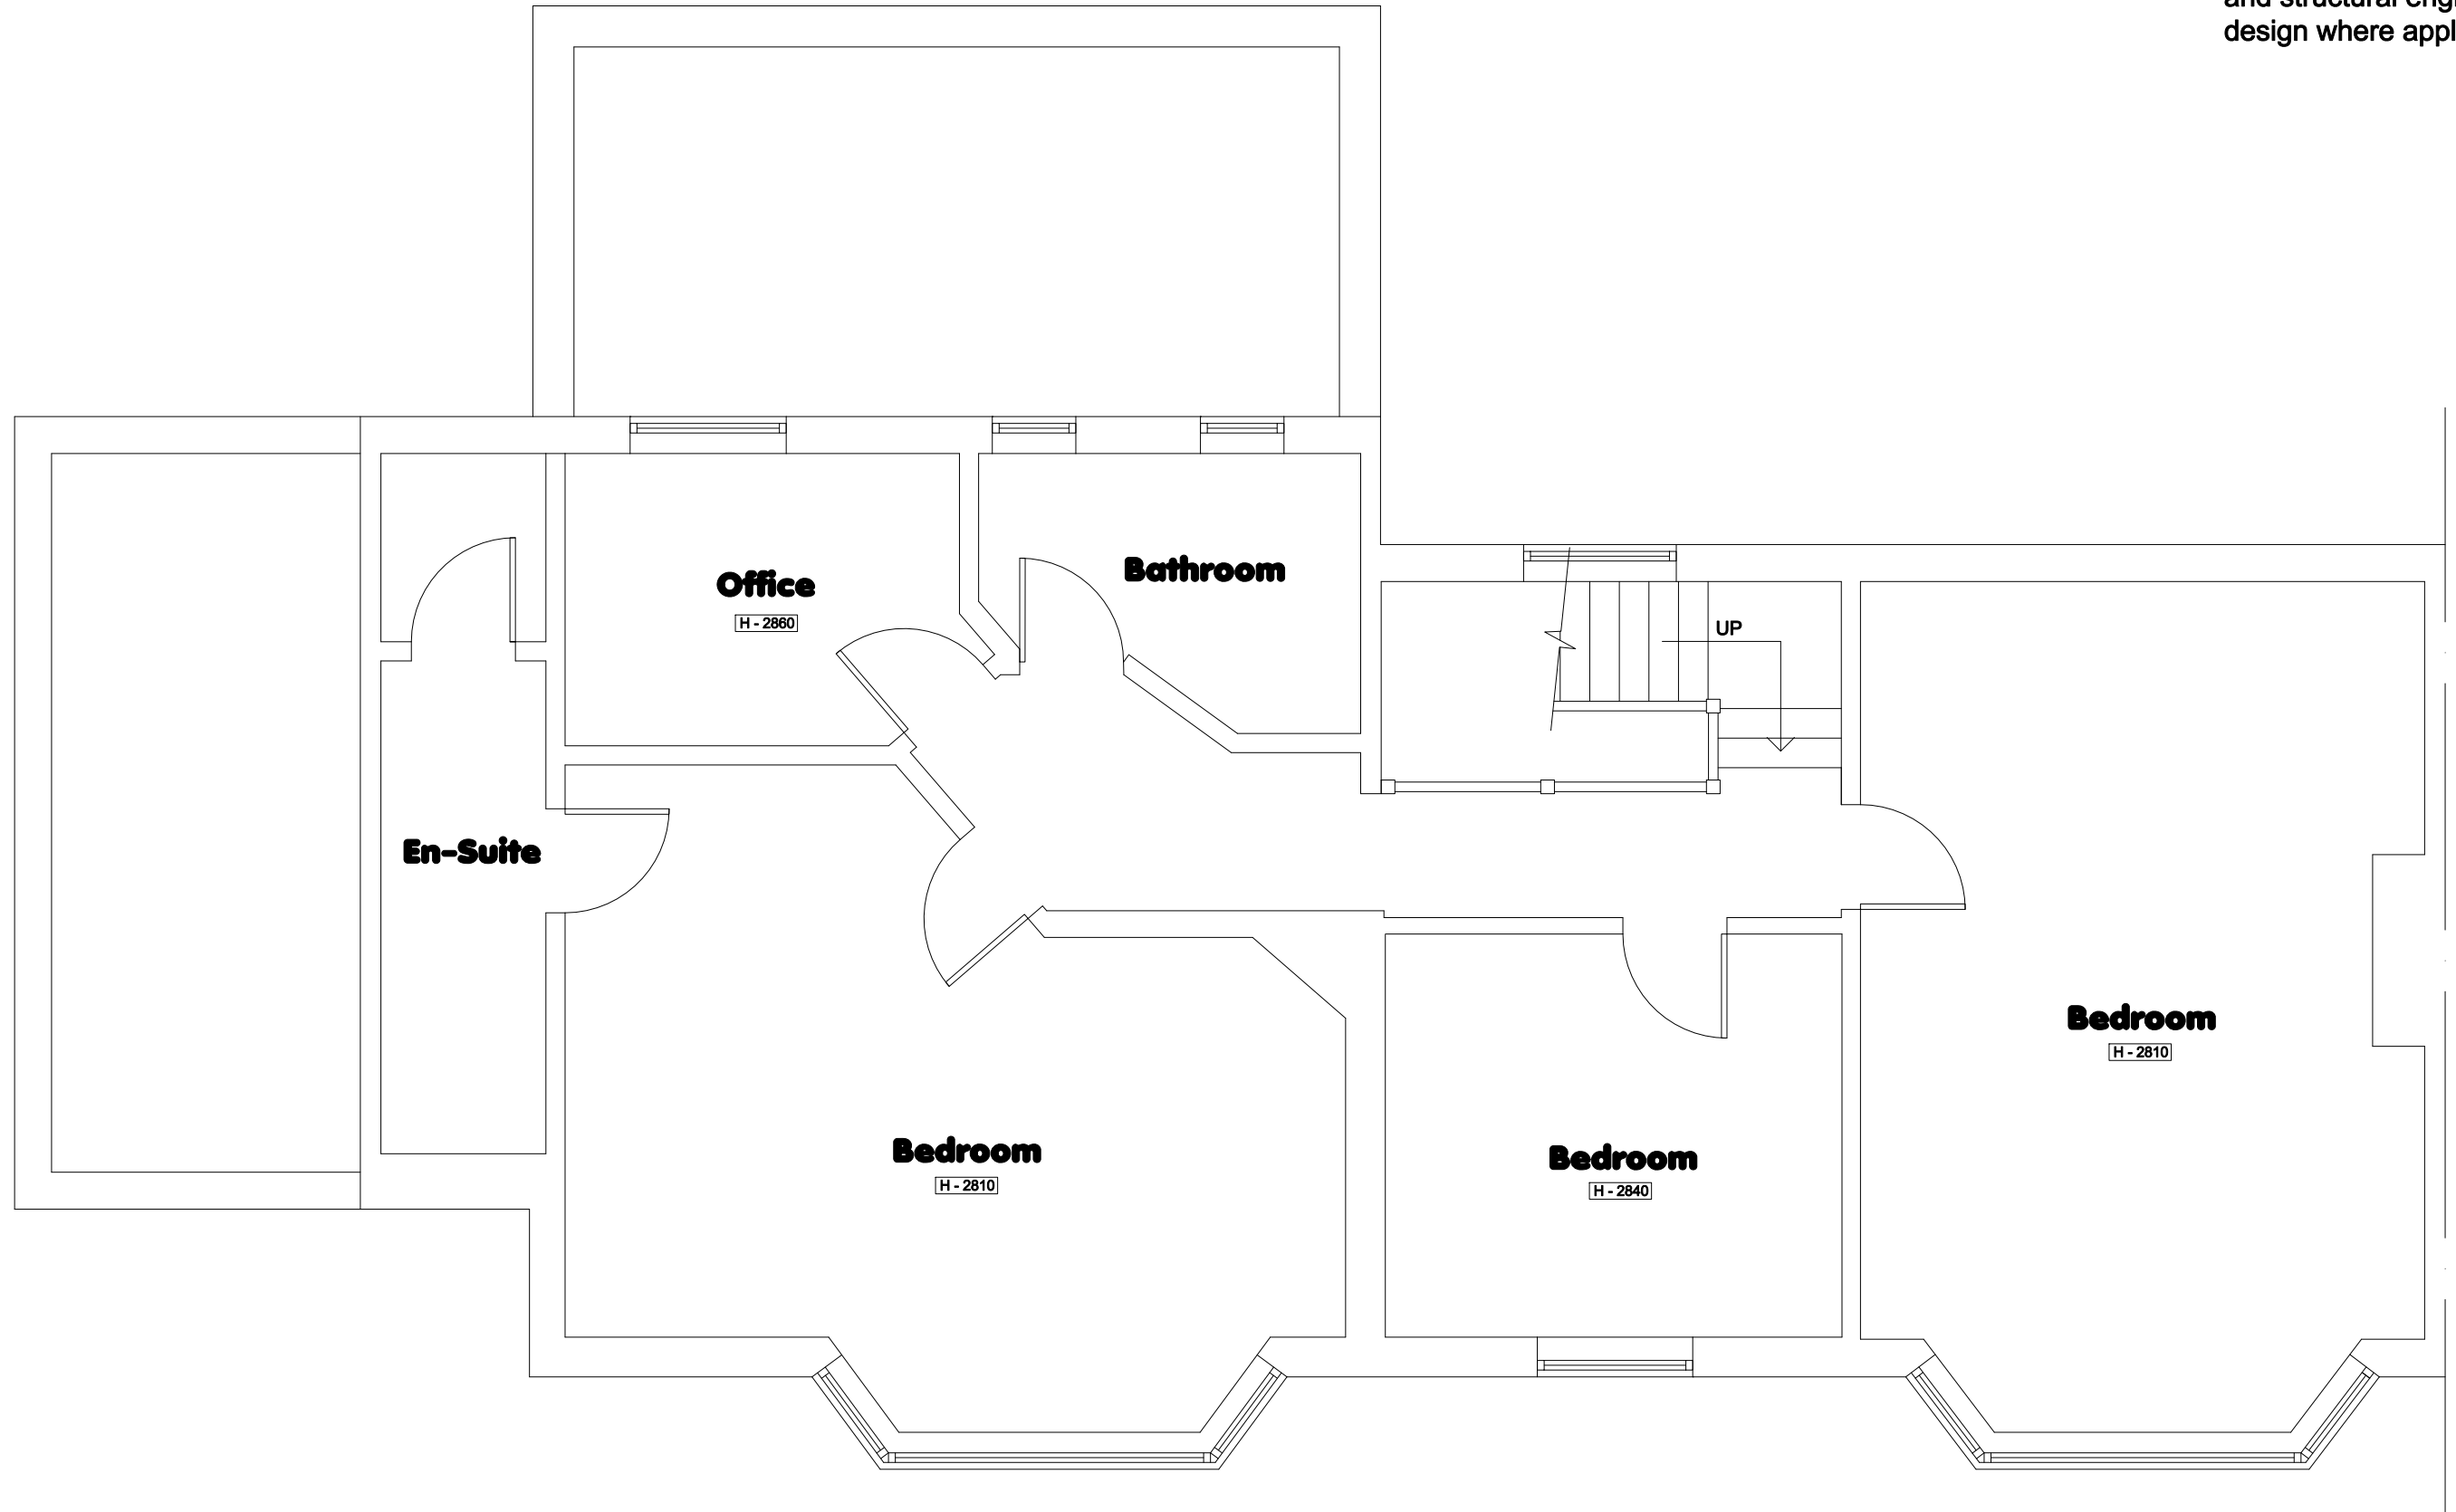 design where appl
Bathroom
Office
H - 2860
UP
En-Suite
Bedroom
H - 2810
Bedroom
H - 2810
Bedroom
H - 2840